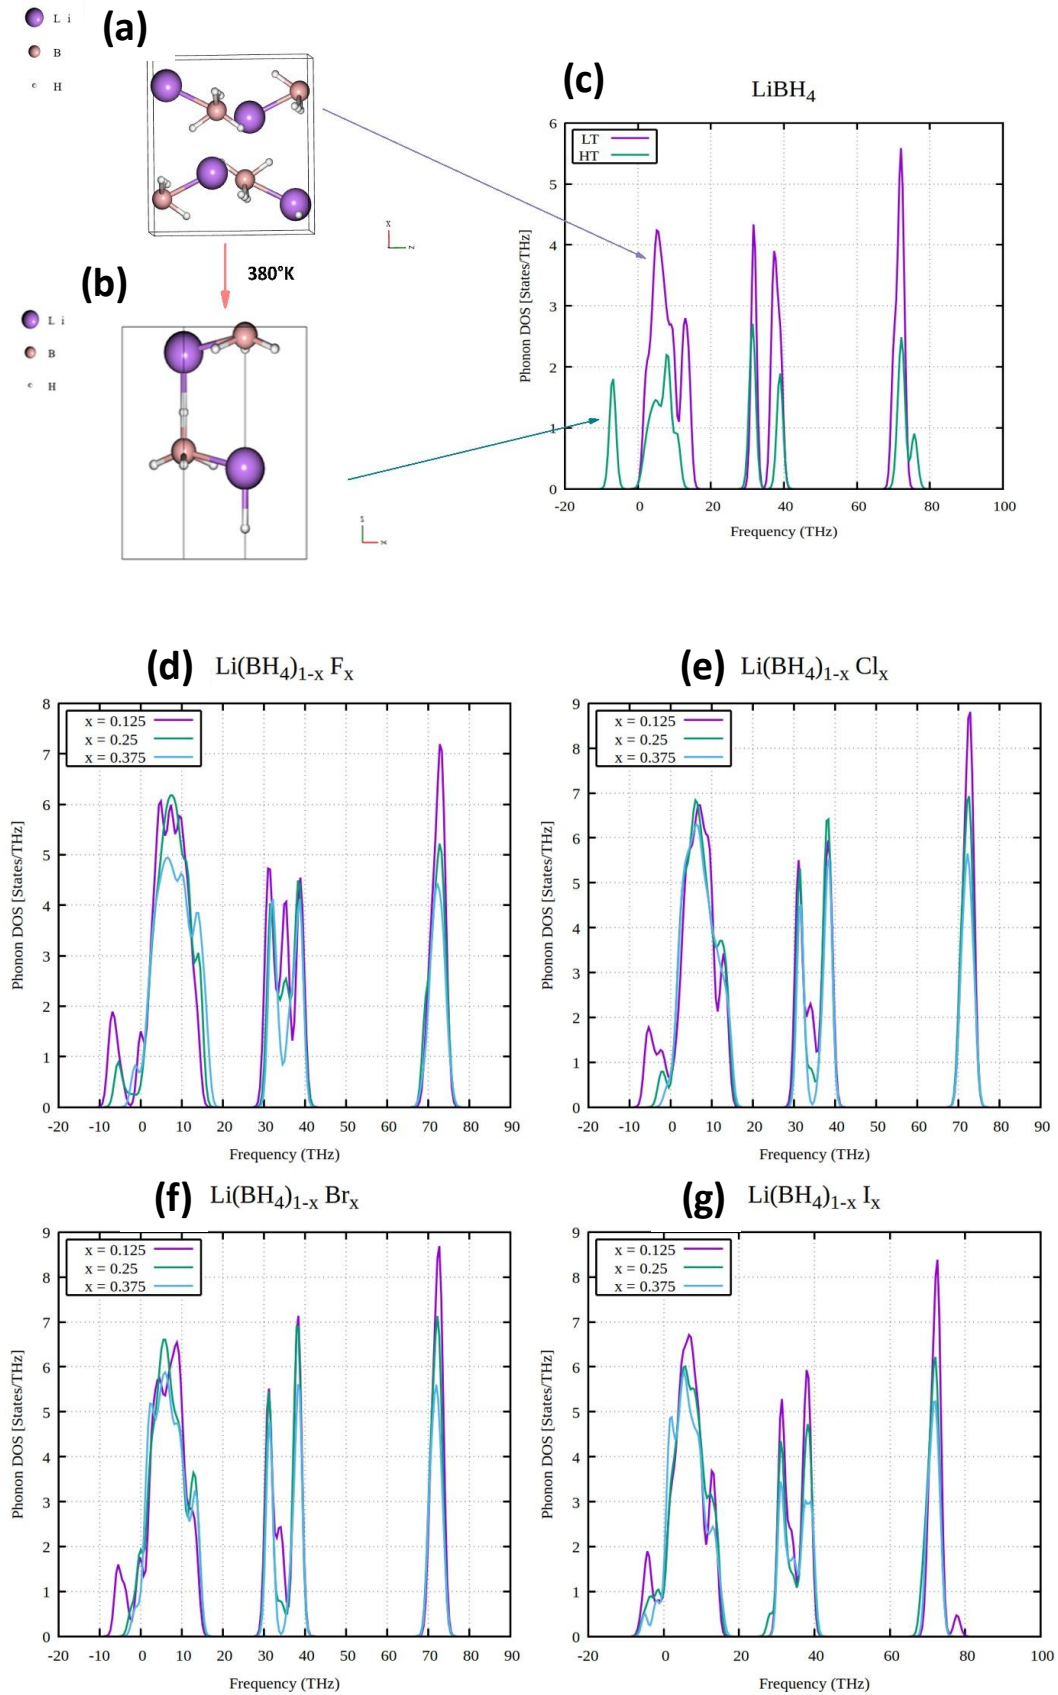 (a)
Li
B
H
X
Z
380°K
(b)
Li
B
H
(c)
LiBH4
LT
HT
6
5
4
3
2
1
0
Phonon DOS [States/THz]
-20 0 20 40 60 80 100
Frequency (THz)
(d) Li(BH4)1-x Fx
x = 0.125
x = 0.25
x = 0.375
8
7
6
5
4
3
2
1
0
Phonon DOS [States/THz]
-20 -10 0 10 20 30 40 50 60 70 80 90
Frequency (THz)
(e) Li(BH4)1-x Clx
x = 0.125
x = 0.25
x = 0.375
9
8
7
6
5
4
3
2
1
0
Phonon DOS [States/THz]
-20 -10 0 10 20 30 40 50 60 70 80 90
Frequency (THz)
(f) Li(BH4)1-x Brx
x = 0.125
x = 0.25
x = 0.375
9
8
7
6
5
4
3
2
1
0
Phonon DOS [States/THz]
-20 -10 0 10 20 30 40 50 60 70 80 90
Frequency (THz)
(g) Li(BH4)1-x Ix
x = 0.125
x = 0.25
x = 0.375
9
8
7
6
5
4
3
2
1
0
Phonon DOS [States/THz]
-20 0 20 40 60 80 100
Frequency (THz)